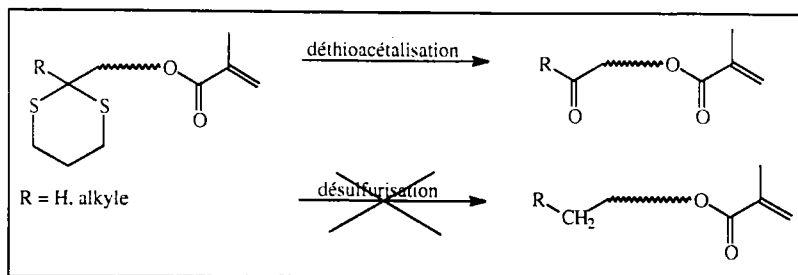 déthioacétalisation
R
O
O
S
S
R
O
O
O
R = H, alkyle
désulfurisation
R
CH2
O
O